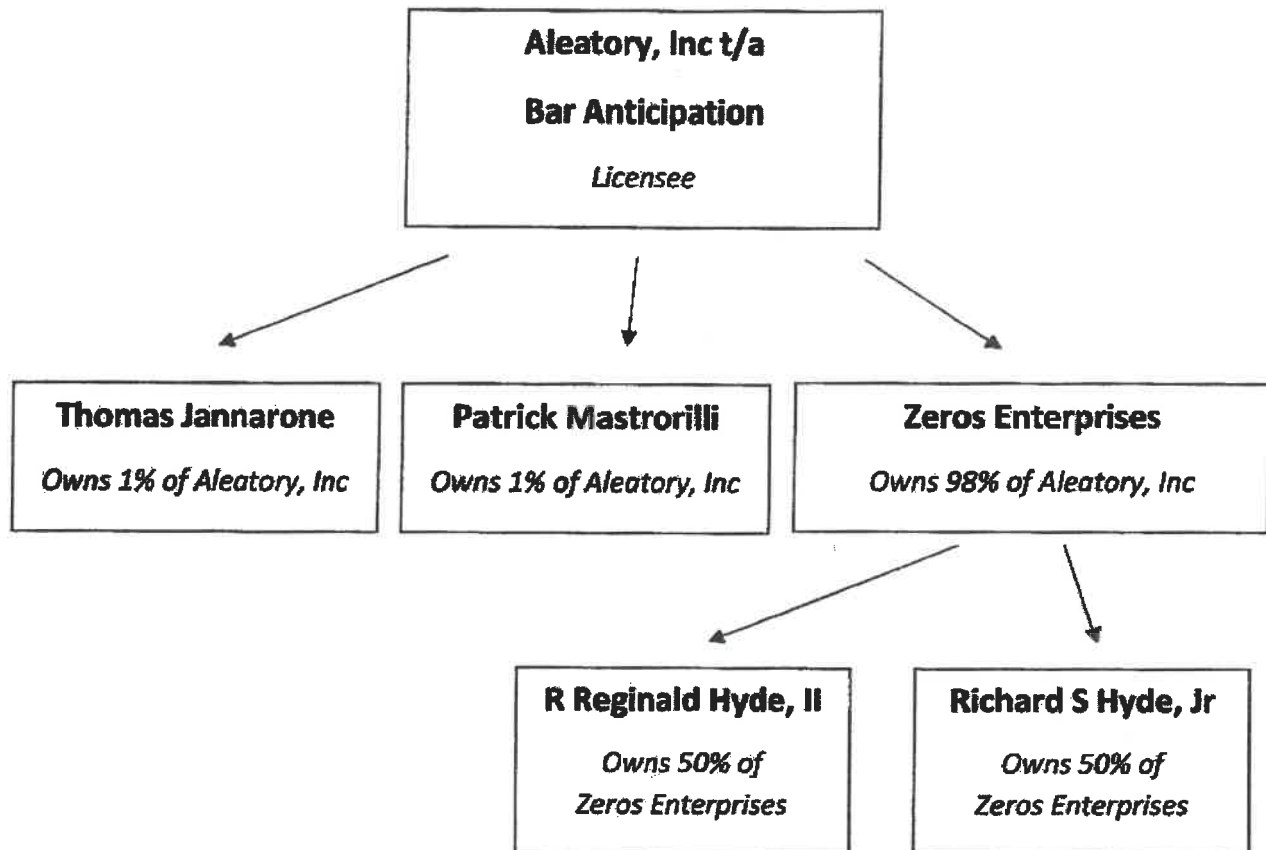 Aleatory, Inc t/a
Bar Anticipation
Licensee
Thomas Jannarone
Owns 1% of Aleatory, Inc
Patrick Mastrorilli
Owns 1% of Aleatory, Inc
Zeros Enterprises
Owns 98% of Aleatory, Inc
R Reginald Hyde, II
Owns 50% of
Zeros Enterprises
Richard S Hyde, Jr
Owns 50% of
Zeros Enterprises